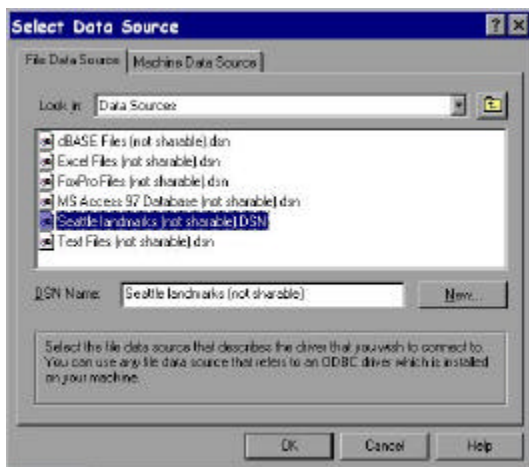 Select Data Source
File Data Source
Machine Data Source
Look in:
Data Sources
dBASE Files (not sharable).dsn
Excel Files (not sharable).dsn
FoxPro Files (not sharable).dsn
MS Access 97 Database (not sharable).dsn
Seattle landmarks (not sharable).DSN
Text Files (not sharable).dsn
DSN Name:
Seattle landmarks (not sharable)
New...
Select the file data source that describes the driver that you wish to connect to.
You can use any file data source that refers to an ODBC driver which is installed
on your machine.
OK
Cancel
Help